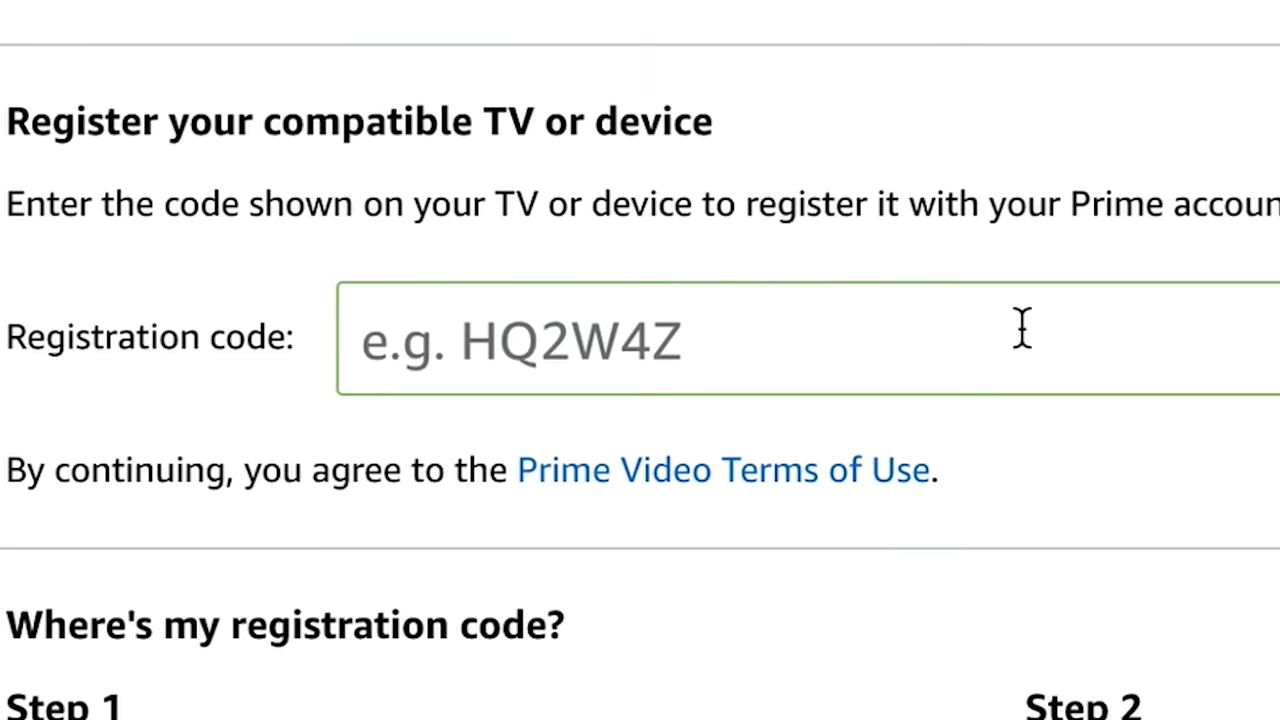 Register your compatible TV or device
Enter the code shown on your TV or device to register it with your Prime accoun
Registration code:
e.g. HQ2W4Z
By continuing, you agree to the Prime Video Terms of Use.
Where's my registration code?
Step 1
Step 2